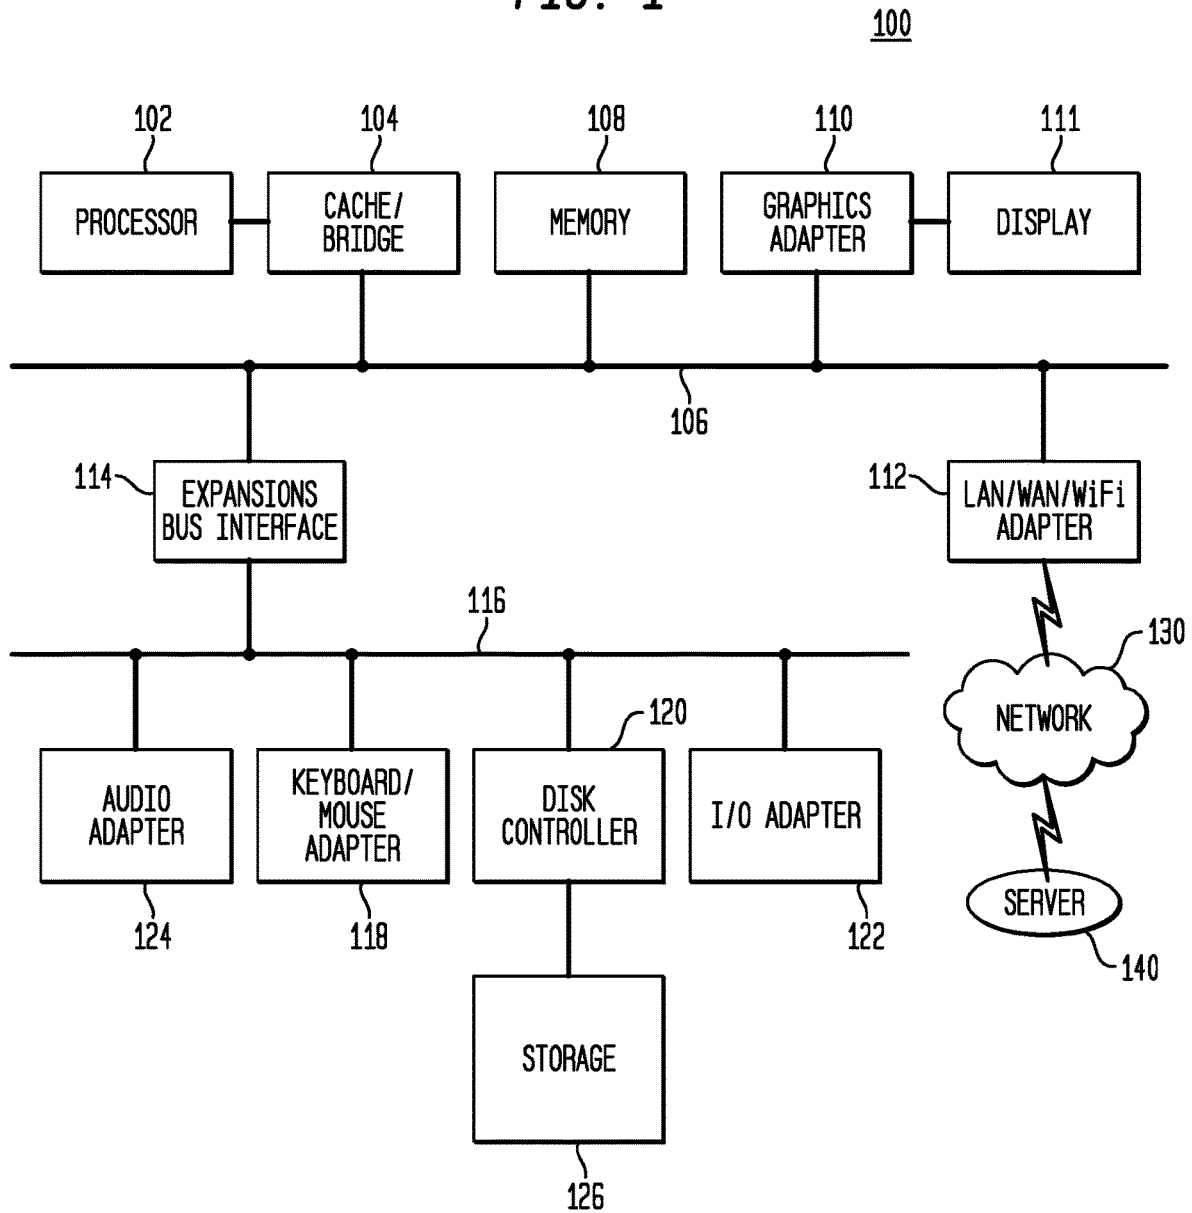 FIG. 1
100
102
104
108
110
111
PROCESSOR
CACHE/
BRIDGE
MEMORY
GRAPHICS
ADAPTER
DISPLAY
106
114
EXPANSIONS
BUS INTERFACE
112
LAN/WAN/WiFi
ADAPTER
116
130
NETWORK
120
AUDIO
ADAPTER
KEYBOARD/
MOUSE
ADAPTER
DISK
CONTROLLER
I/O ADAPTER
SERVER
124
118
122
140
STORAGE
126